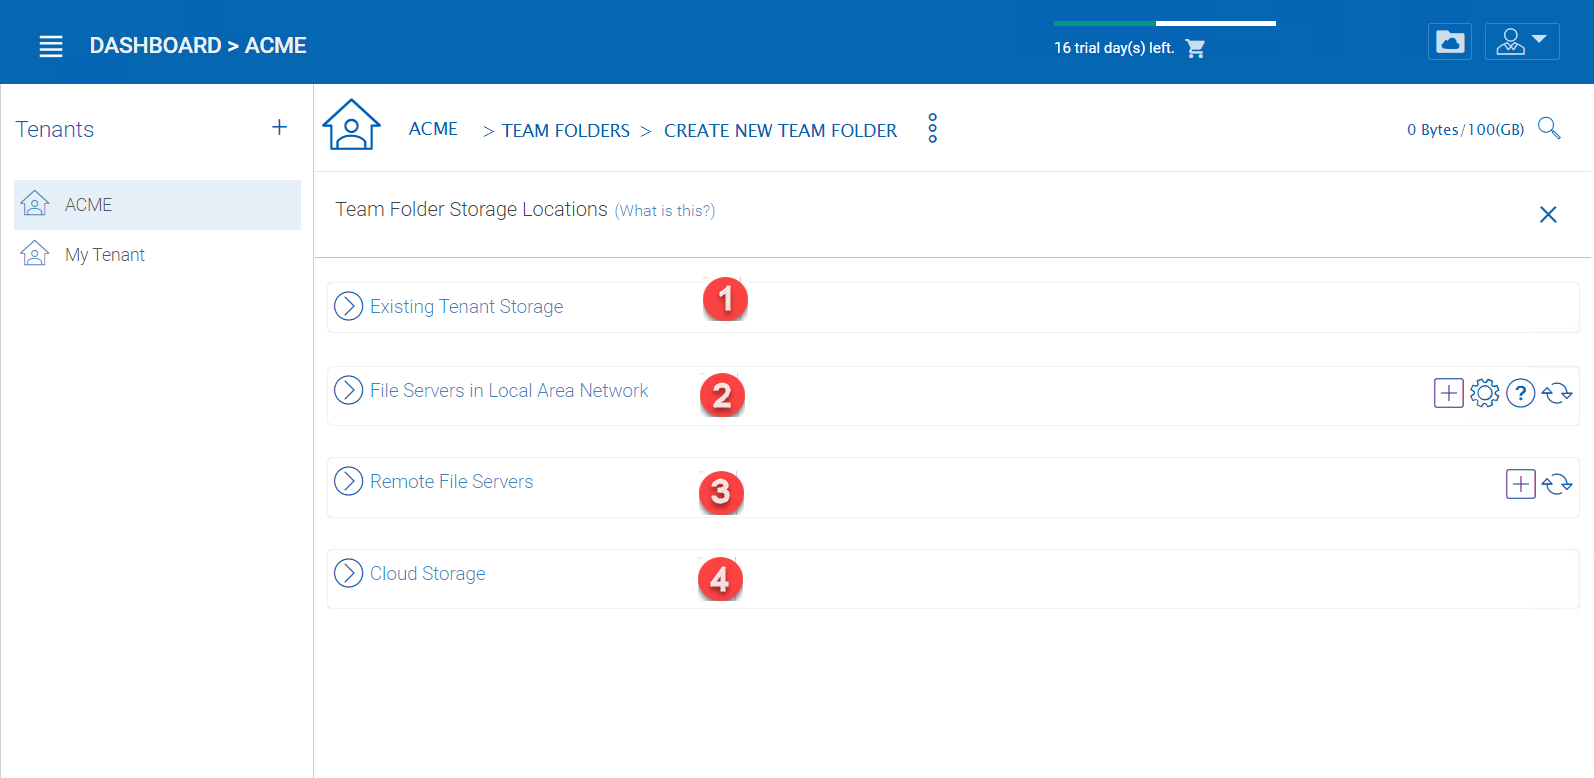 DASHBOARD > ACME
16 trial day(s) left.
Tenants
ACME
My Tenant
ACME > TEAM FOLDERS > CREATE NEW TEAM FOLDER
0 Bytes/100(GB)
Team Folder Storage Locations (What is this?)
Existing Tenant Storage 1
File Servers in Local Area Network 2 ?
Remote File Servers 3
Cloud Storage 4